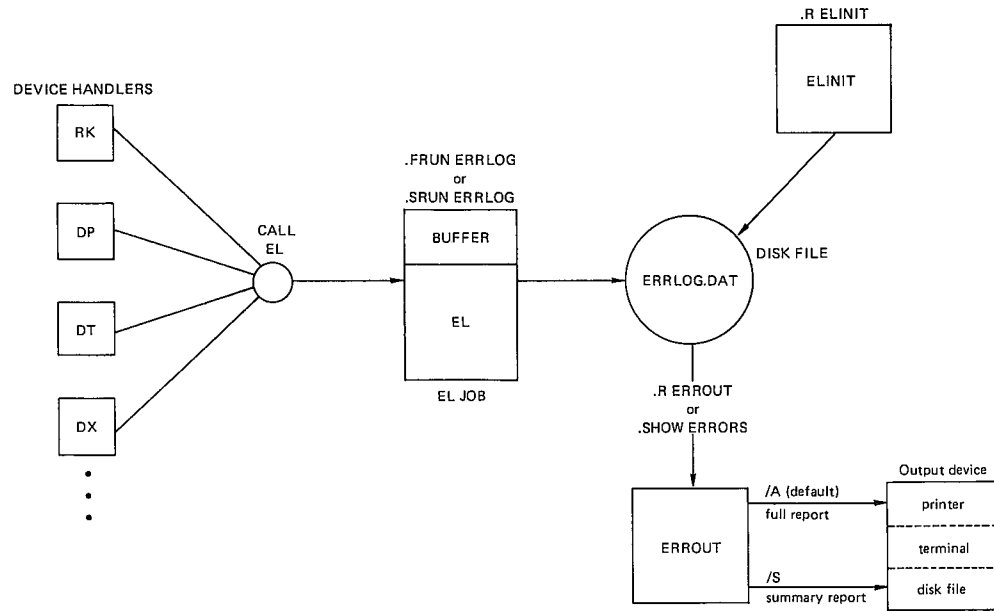 .R ELINIT
ELINIT
DEVICE HANDLERS
RK
DP
DT
DX
CALL
EL
.FRUN ERRLOG
or
.SRUN ERRLOG
BUFFER
EL
EL JOB
DISK FILE
ERRLOG.DAT
.R ERROUT
or
.SHOW ERRORS
ERROUT
/A (default)
full report
/S
summary report
Output device
printer
terminal
disk file